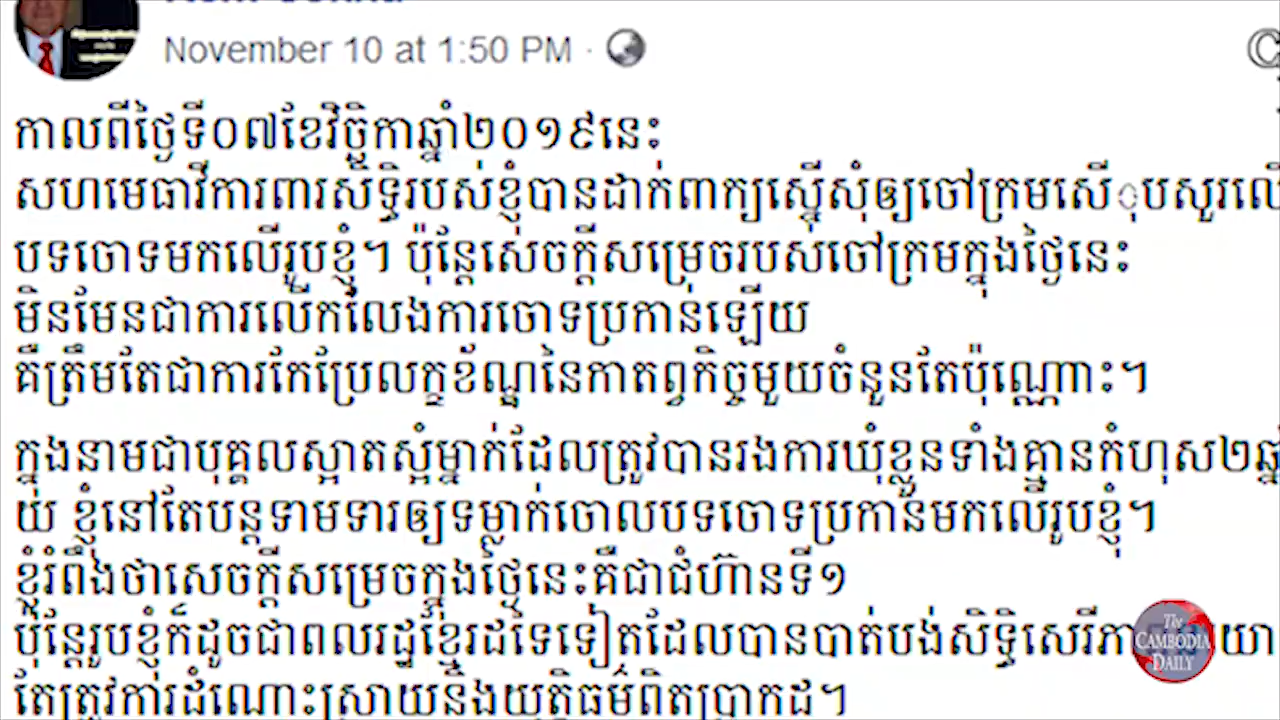 November 10 at 1:50 PM ·
កាលពីថ្ងៃទី០៧ខែវិច្ឆិកាឆ្នាំ២០១៩នេះ
សហមេធាវីការពារសិទ្ធិរបស់ខ្ញុំបានដាក់ពាក្យស្នើសុំឲ្យចៅក្រមសើុបសួរលើ
បទចោទមកលើរូបខ្ញុំ។ ប៉ុន្តែសេចក្តីសម្រេចរបស់ចៅក្រមក្នុងថ្ងៃនេះ
មិនមែនជាការលើកលែងការចោទប្រកាន់ឡើយ
គឺត្រឹមតែជាការកែប្រែលក្ខខ័ណ្ឌនៃកាតព្វកិច្ចមួយចំនួនតែប៉ុណ្ណោះ។
ក្នុងនាមជាបុគ្គលស្អាតស្អំម្នាក់ដែលត្រូវបានរងការឃុំខ្លួនទាំងគ្មានកំហុស២ឆ្នាំ
យ ខ្ញុំនៅតែបន្តទាមទារឲ្យទម្លាក់ចោលបទចោទប្រកាន់មកលើរូបខ្ញុំ។
ខ្ញុំរំពឹងថាសេចក្តីសម្រេចក្នុងថ្ងៃនេះគឺជាជំហ៊ានទី១
ប៉ុន្តែរូបខ្ញុំក៏ដូចជាពលរដ្ឋខ្មែរដទៃទៀតដែលបានបាត់បង់សិទ្ធិសេរីភា
តែត្រូវការដំណោះស្រាយនិងយុត្តិធម៌ពិតប្រាកដ។
The
CAMBODIA
DAILY